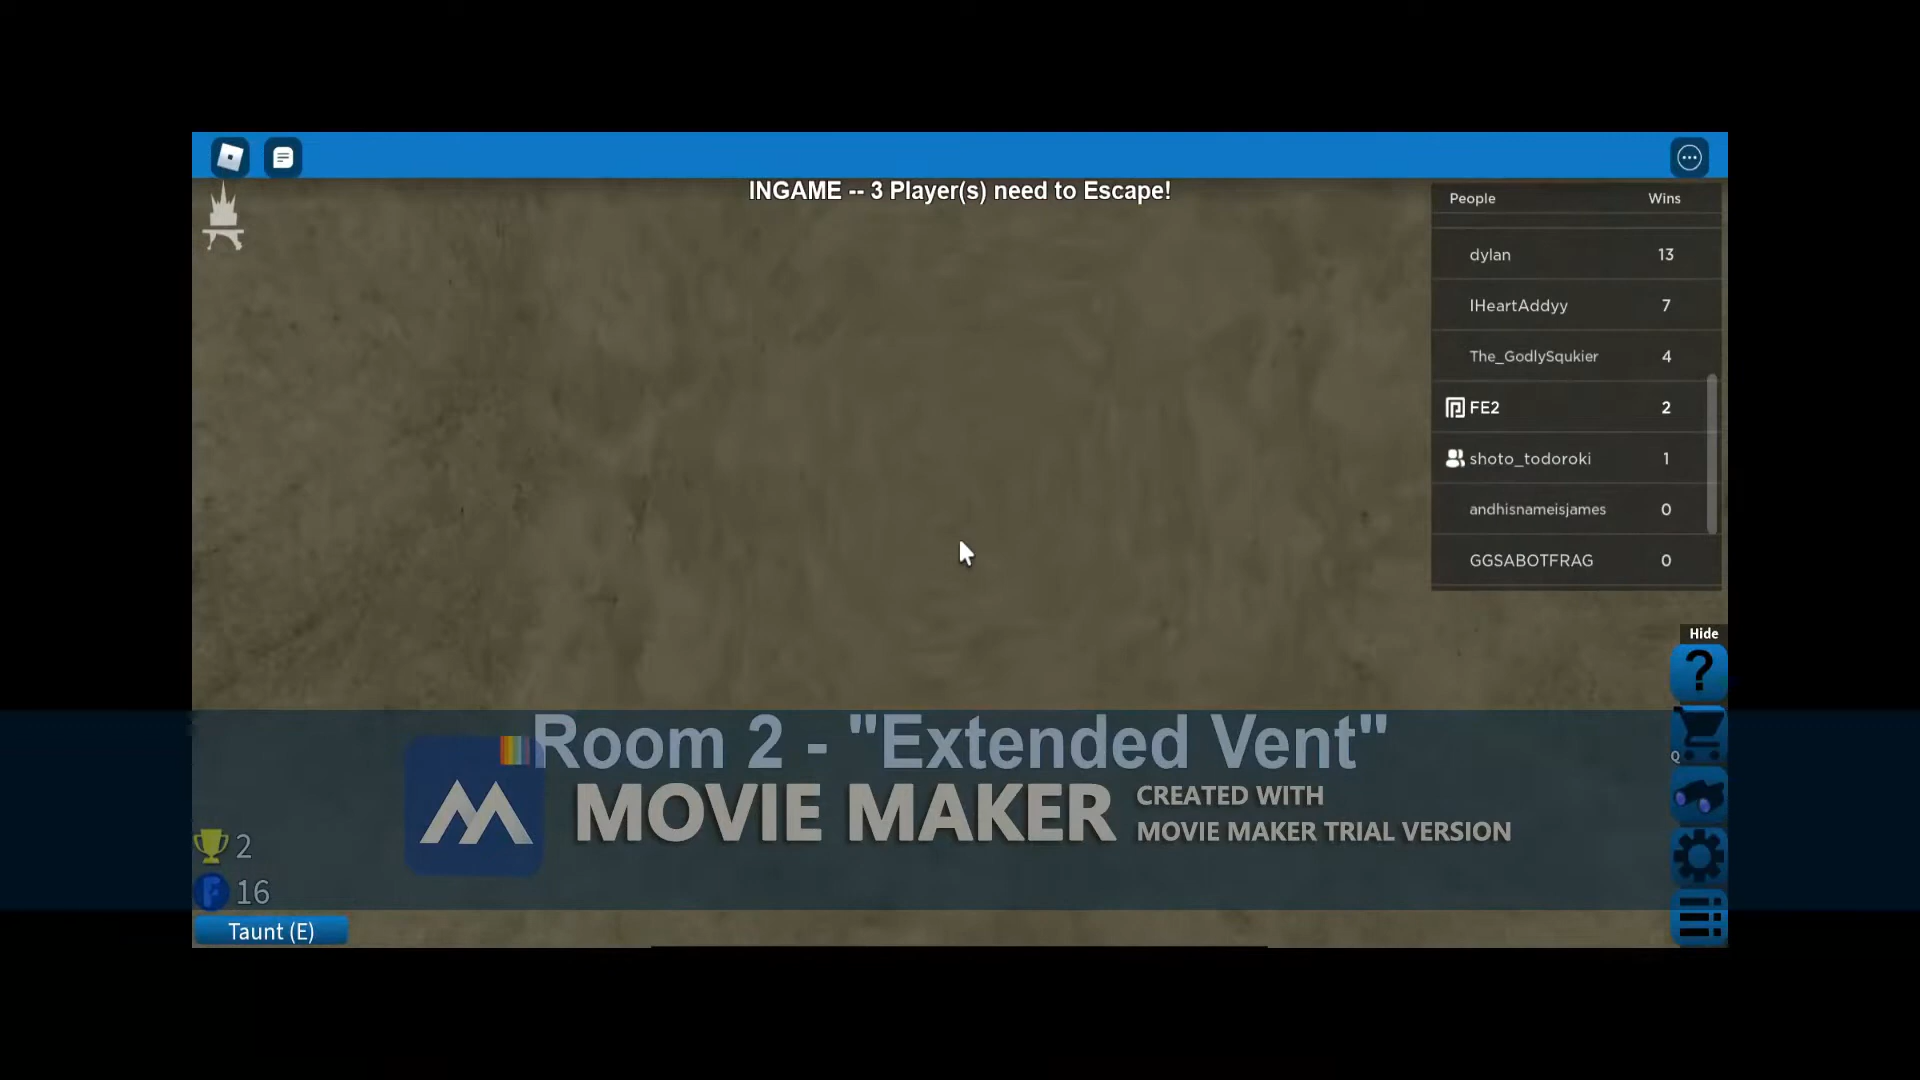 INGAME -- 3 Player(s) need to Escape!
People Wins
dylan 13
IHeartAddyy 7
The_GodlySqukier 4
FE2 2
shoto_todoroki 1
andhisnameisjames 0
GGSABOTFRAG 0
Hide
?
Q
Room 2 - "Extended Vent"
MOVIE MAKER
CREATED WITH
MOVIE MAKER TRIAL VERSION
2
F 16
Taunt (E)